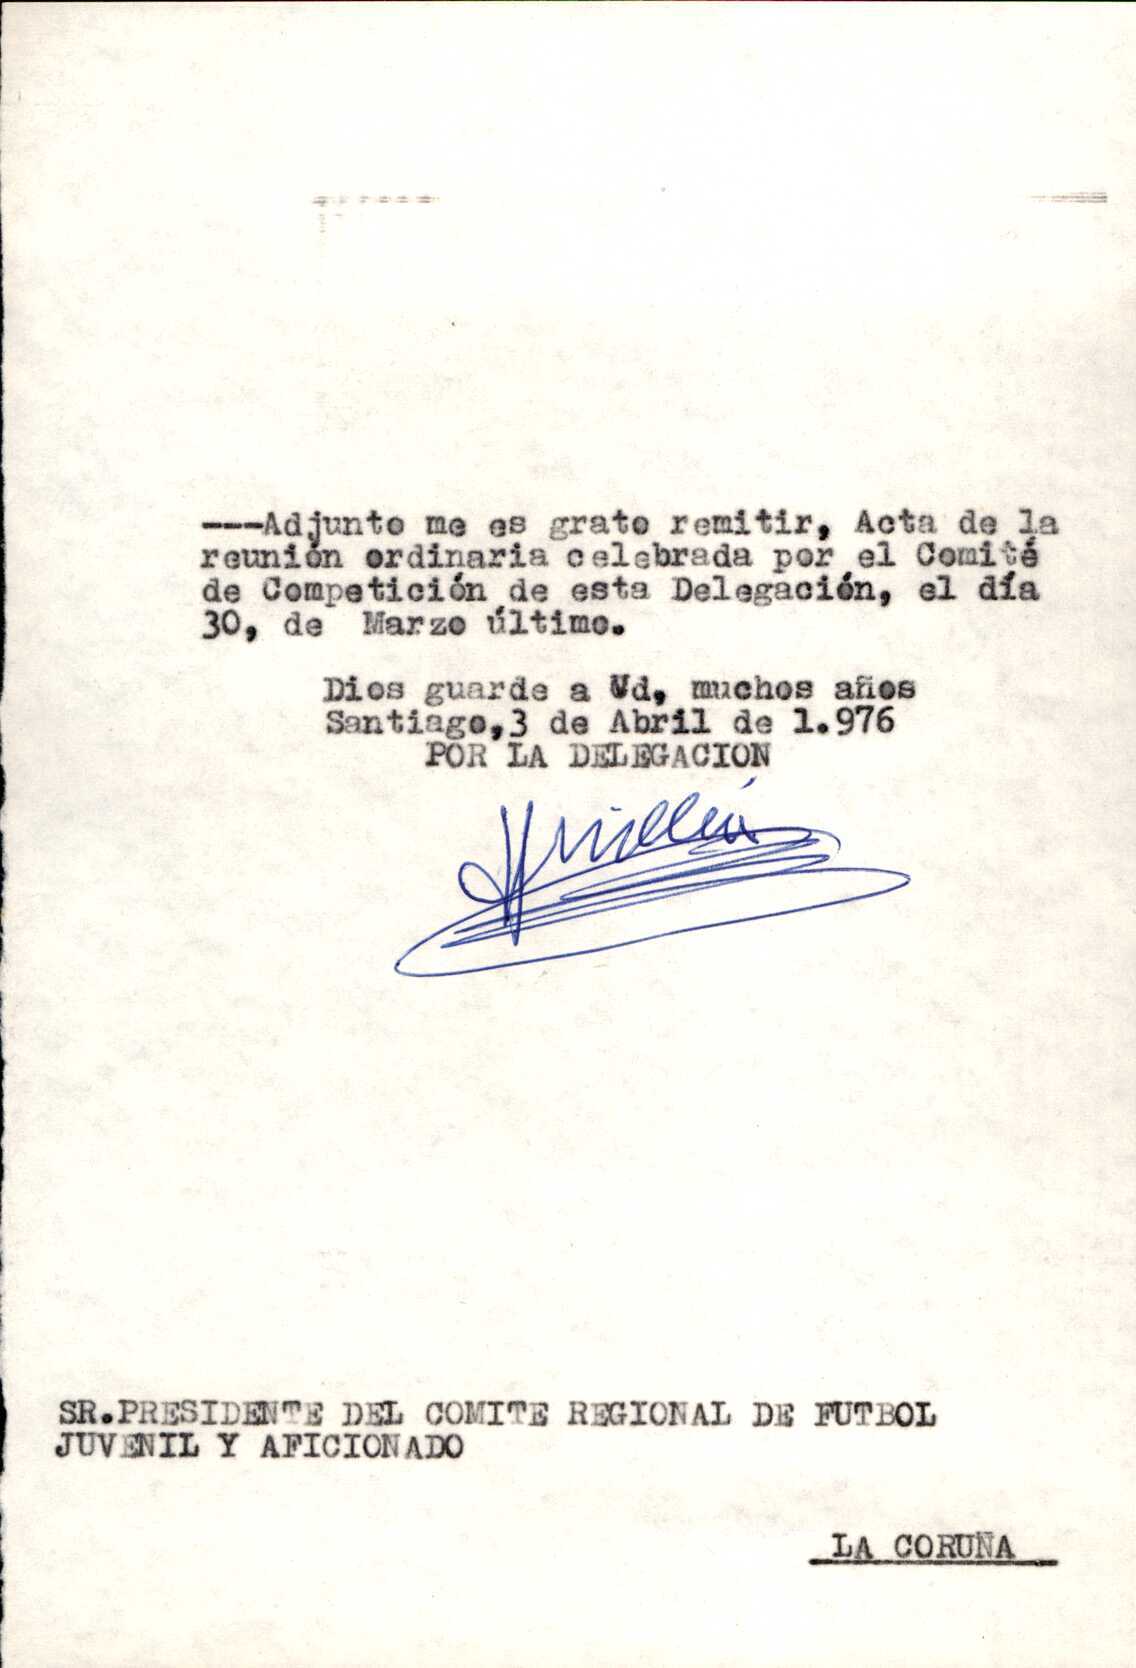 ---Adjunto me es grato remitir, Acta de la
reunión ordinaria celebrada por el Comité
de Competición de esta Delegación, el día
30, de Marzo último.
Dios guarde a Vd, muchos años
Santiago,3 de Abril de 1.976
POR LA DELEGACION
SR.PRESIDENTE DEL COMITE REGIONAL DE FUTBOL
JUVENIL Y AFICIONADO
LA CORUÑA